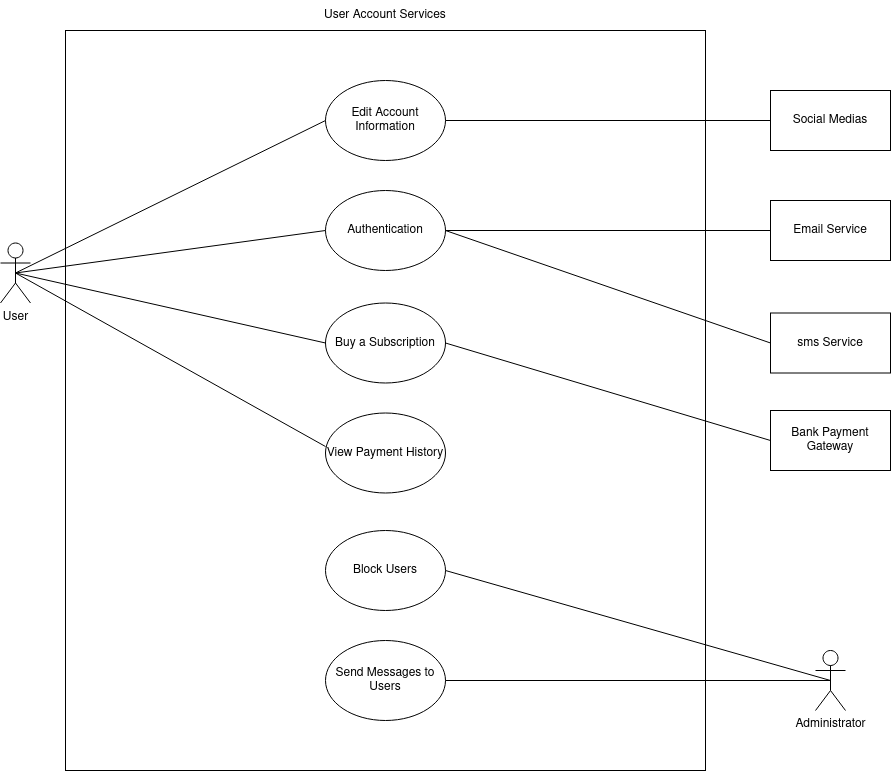 User Account Services
Edit Account
Information
Social Medias
Authentication
Email Service
User
Buy a Subscription
sms Service
View Payment History
Bank Payment
Gateway
Block Users
Send Messages to
Users
Administrator